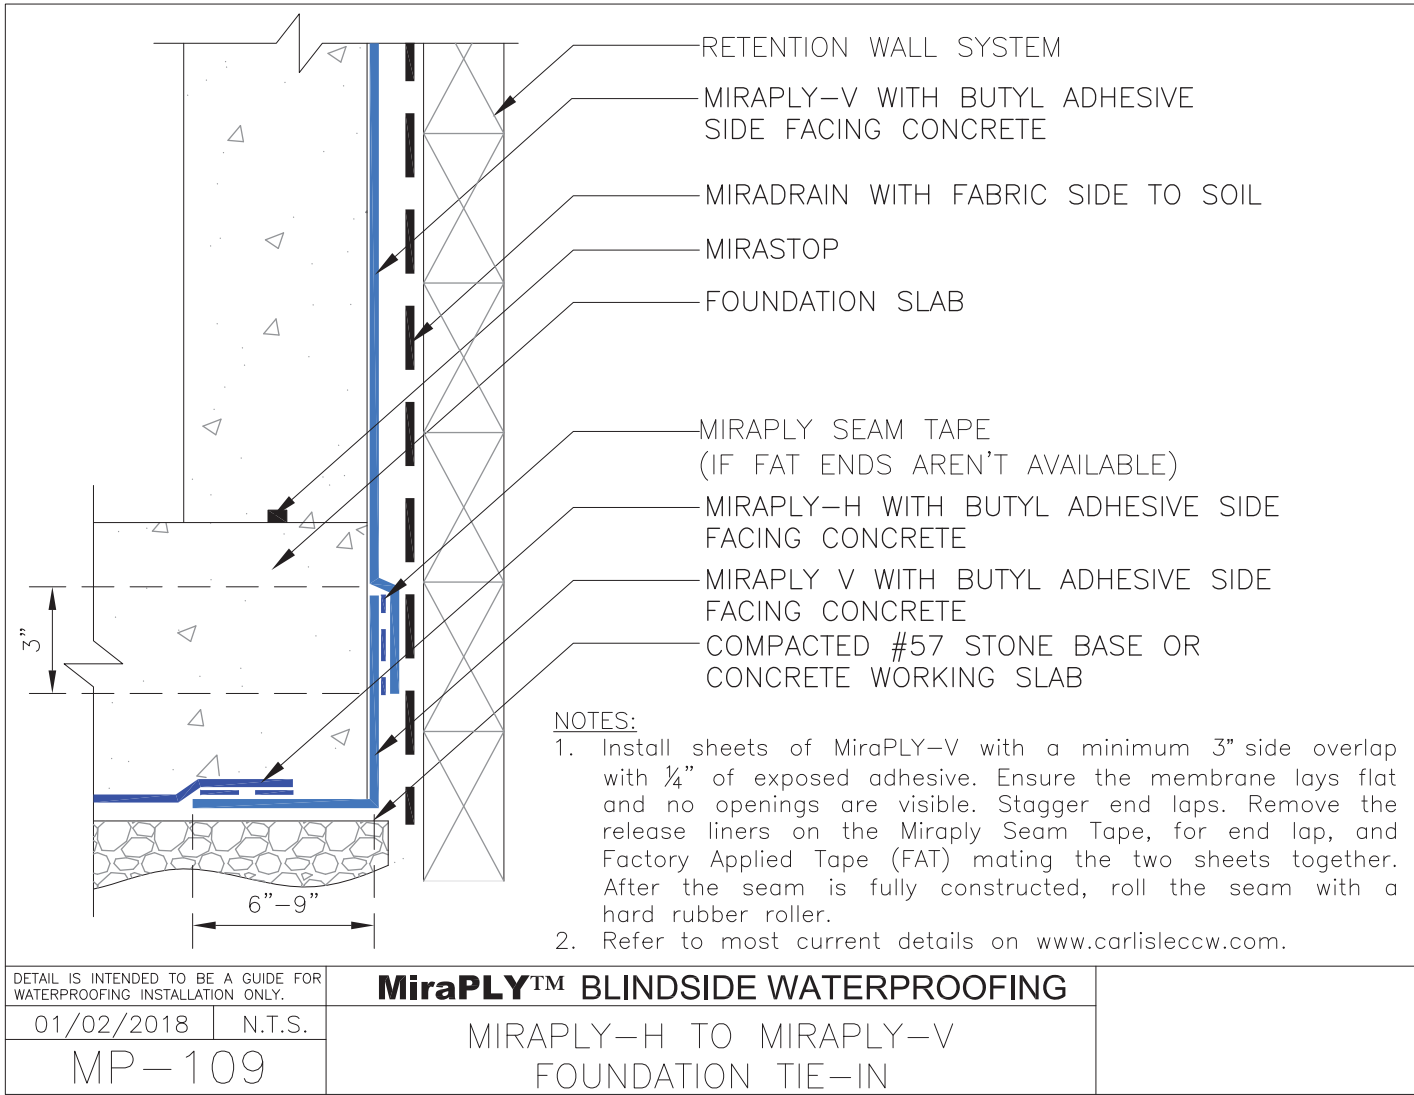 RETENTION WALL SYSTEM
MIRAPLY-V WITH BUTYL ADHESIVE
SIDE FACING CONCRETE
MIRADRAIN WITH FABRIC SIDE TO SOIL
MIRASTOP
FOUNDATION SLAB
MIRAPLY SEAM TAPE
(IF FAT ENDS AREN'T AVAILABLE)
MIRAPLY-H WITH BUTYL ADHESIVE SIDE
FACING CONCRETE
MIRAPLY V WITH BUTYL ADHESIVE SIDE
FACING CONCRETE
COMPACTED #57 STONE BASE OR
CONCRETE WORKING SLAB
3"
6"-9"
NOTES:
1. Install sheets of MiraPLY-V with a minimum 3" side overlap
with ¼" of exposed adhesive. Ensure the membrane lays flat
and no openings are visible. Stagger end laps. Remove the
release liners on the Miraply Seam Tape, for end lap, and
Factory Applied Tape (FAT) mating the two sheets together.
After the seam is fully constructed, roll the seam with a
hard rubber roller.
2. Refer to most current details on www.carlisleccw.com.
DETAIL IS INTENDED TO BE A GUIDE FOR
WATERPROOFING INSTALLATION ONLY.
01/02/2018 N.T.S.
MP-109
MiraPLY™ BLINDSIDE WATERPROOFING
MIRAPLY-H TO MIRAPLY-V
FOUNDATION TIE-IN